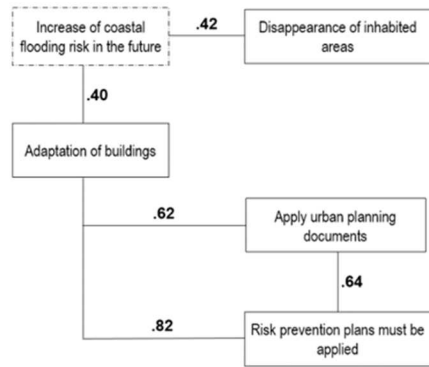 Increase of coastal
flooding risk in the future
.42
Disappearance of inhabited
areas
.40
Adaptation of buildings
.62
Apply urban planning
documents
.64
.82
Risk prevention plans must be
applied